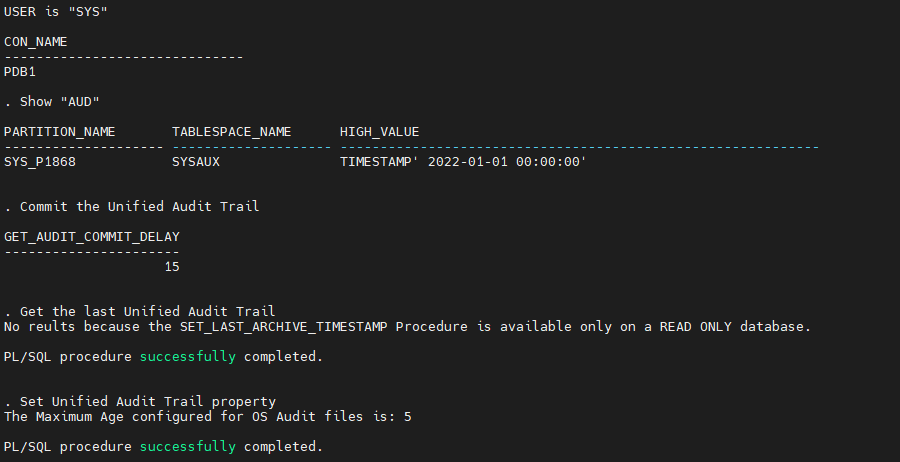 USER is "SYS"
CON_NAME
------------------------------
PDB1
. Show "AUD"
PARTITION_NAME       TABLESPACE_NAME      HIGH_VALUE
-------------------- -------------------- ------------------------------------------------------------
SYS_P1868            SYSAUX               TIMESTAMP' 2022-01-01 00:00:00'
. Commit the Unified Audit Trail
GET_AUDIT_COMMIT_DELAY
----------------------
                    15
. Get the last Unified Audit Trail
No reults because the SET_LAST_ARCHIVE_TIMESTAMP Procedure is available only on a READ ONLY database.
PL/SQL procedure successfully completed.
. Set Unified Audit Trail property
The Maximum Age configured for OS Audit files is: 5
PL/SQL procedure successfully completed.